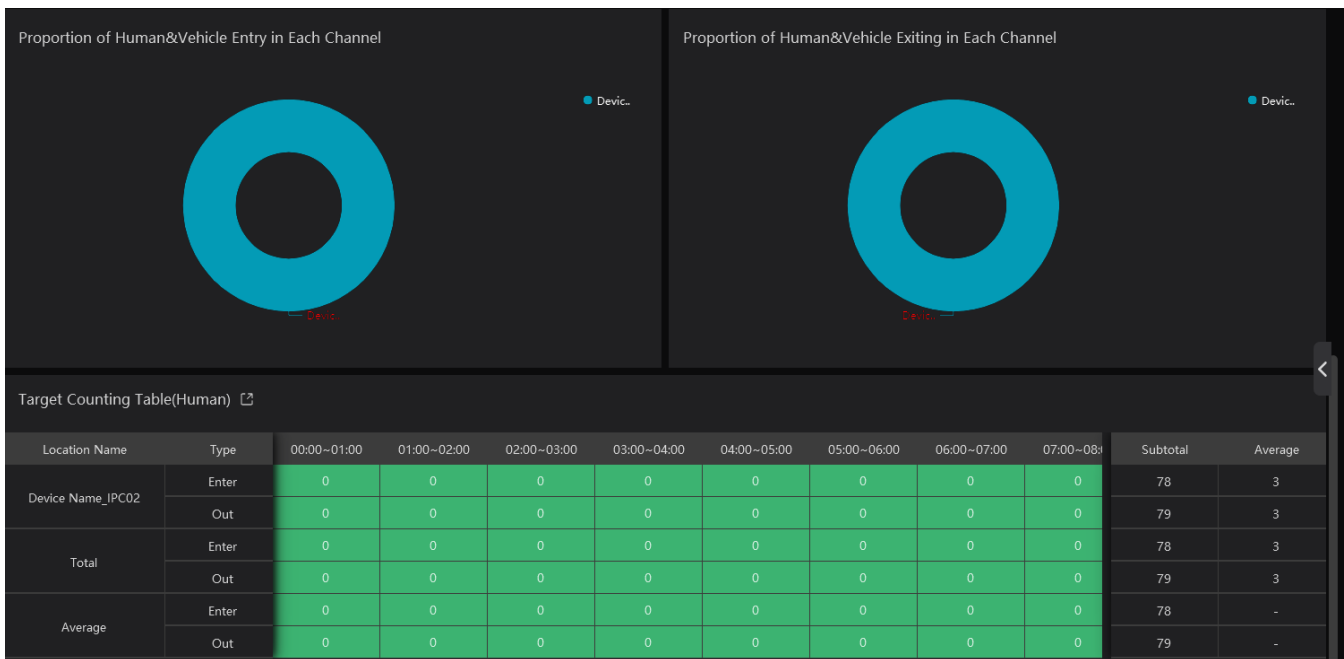 Proportion of Human&Vehicle Entry in Each Channel
Devic..
Devic..
Proportion of Human&Vehicle Exiting in Each Channel
Devic..
Devic..
Target Counting Table(Human)
Location Name Type 00:00~01:00 01:00~02:00 02:00~03:00 03:00~04:00 04:00~05:00 05:00~06:00 06:00~07:00 07:00~08: Subtotal Average
Device Name_IPC02
Enter 0 0 0 0 0 0 0 0 78 3
Out 0 0 0 0 0 0 0 0 79 3
Total
Enter 0 0 0 0 0 0 0 0 78 3
Out 0 0 0 0 0 0 0 0 79 3
Average
Enter 0 0 0 0 0 0 0 0 78 -
Out 0 0 0 0 0 0 0 0 79 -